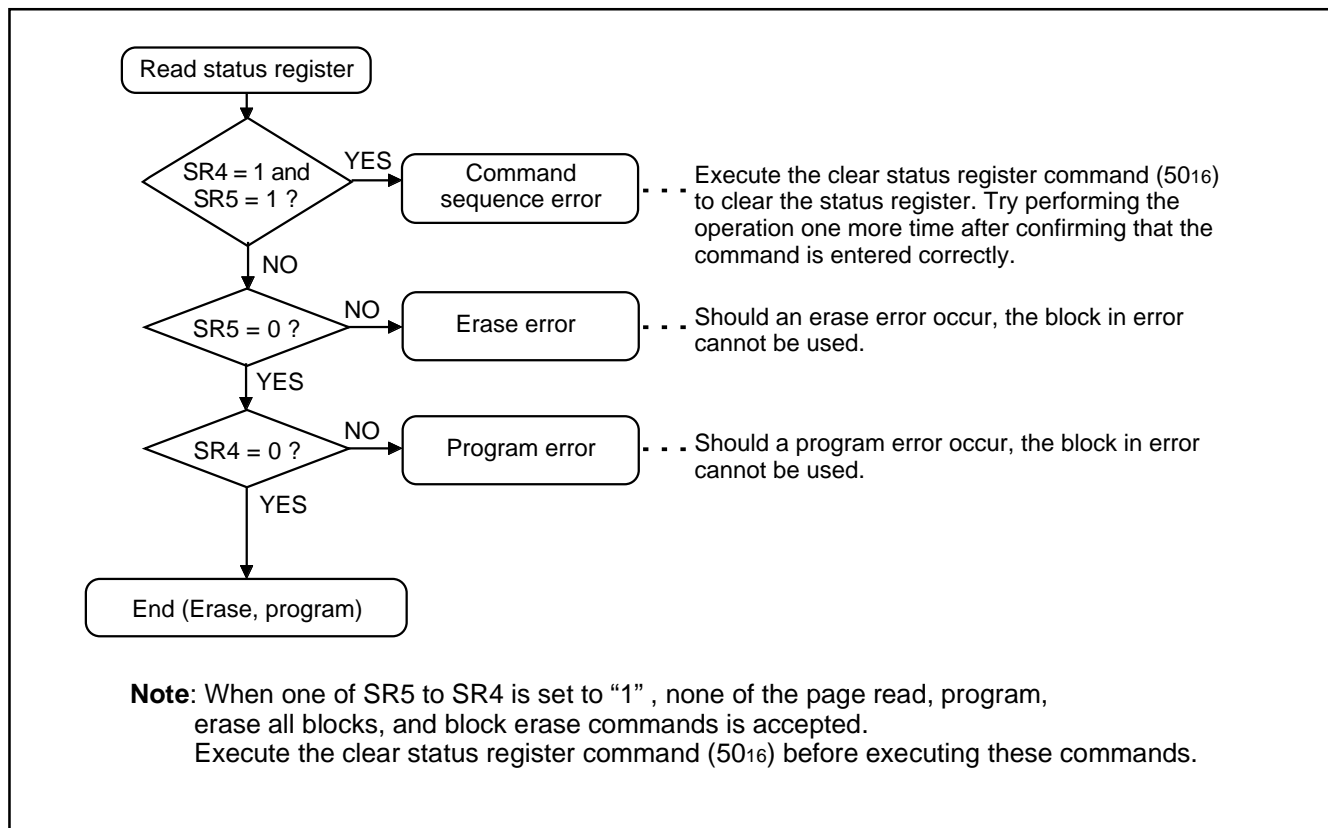 Read status register
SR4 = 1 and
SR5 = 1 ?
YES
Command
sequence error
Execute the clear status register command (5016)
to clear the status register. Try performing the
operation one more time after confirming that the
command is entered correctly.
NO
SR5 = 0 ?
NO
Erase error
Should an erase error occur, the block in error
cannot be used.
YES
SR4 = 0 ?
NO
Program error
Should a program error occur, the block in error
cannot be used.
YES
End (Erase, program)
Note: When one of SR5 to SR4 is set to “1” , none of the page read, program,
erase all blocks, and block erase commands is accepted.
Execute the clear status register command (5016) before executing these commands.